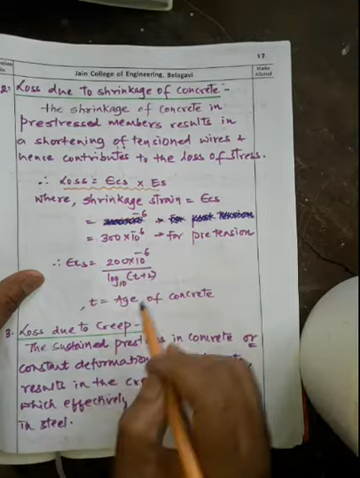 17
Jain College of Engineering, Belagavi
Marks
Allotted
2. Loss due to shrinkage of concrete :-
the shrinkage of concrete in
prestressed members results in
a shortening of tensioned wires &
hence contributes to the loss of stress.
∴ Loss = Ecs × Es
Where, shrinkage strain = Ecs
= 300×10⁻⁶ → for pretension
∴ Ecs = 200×10⁻⁶ / log₁₀ (t+2)
, t = Age of concrete
3. Loss due to Creep
The sustained in concrete or
constant deformation
results in the
which effectively
in steel.